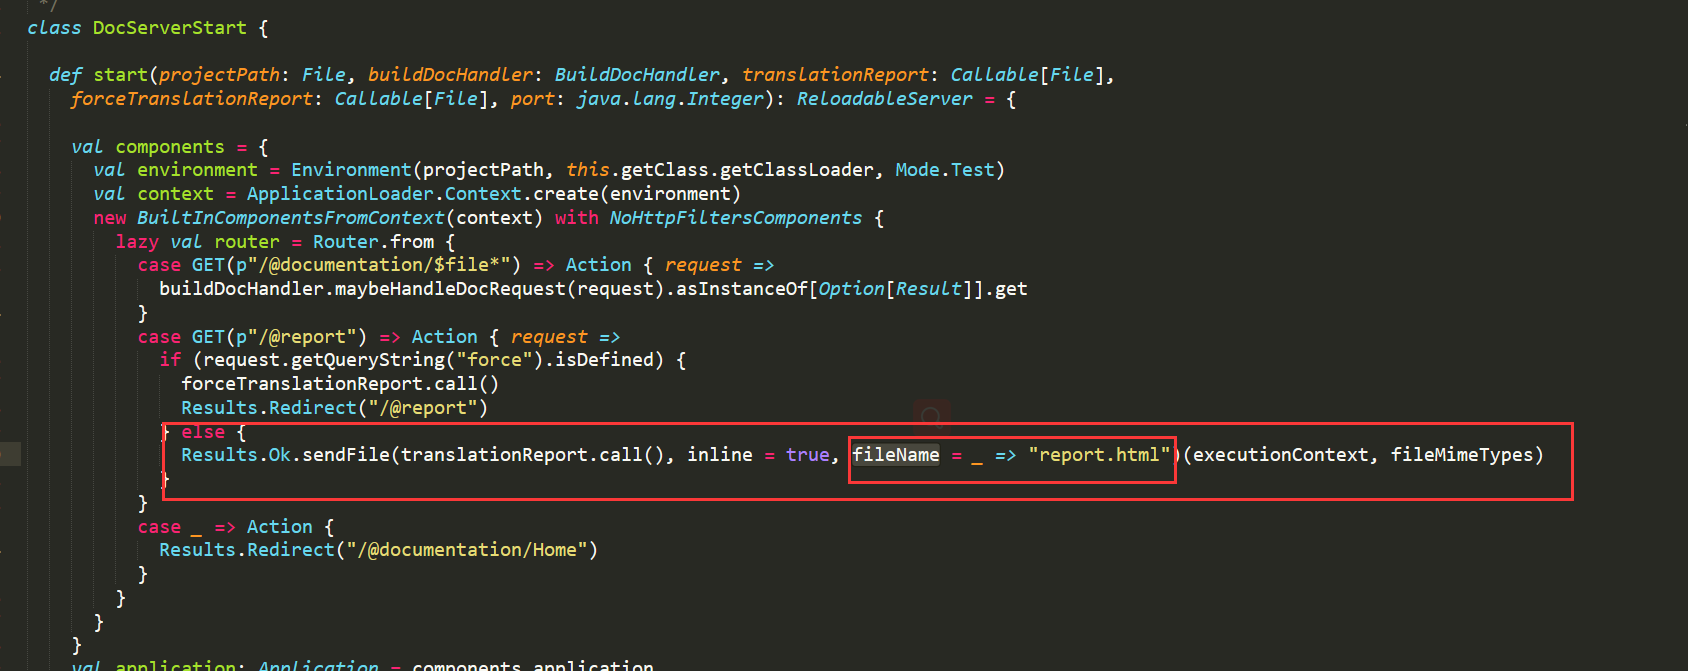 */
class DocServerStart {
def start(projectPath: File, buildDocHandler: BuildDocHandler, translationReport: Callable[File],
forceTranslationReport: Callable[File], port: java.lang.Integer): ReloadableServer = {
val components = {
val environment = Environment(projectPath, this.getClass.getClassLoader, Mode.Test)
val context = ApplicationLoader.Context.create(environment)
new BuiltInComponentsFromContext(context) with NoHttpFiltersComponents {
lazy val router = Router.from {
case GET(p"/@documentation/$file*") => Action { request =>
buildDocHandler.maybeHandleDocRequest(request).asInstanceOf[Option[Result]].get
}
case GET(p"/@report") => Action { request =>
if (request.getQueryString("force").isDefined) {
forceTranslationReport.call()
Results.Redirect("/@report")
} else {
Results.Ok.sendFile(translationReport.call(), inline = true, fileName = _ => "report.html")(executionContext, fileMimeTypes)
}
}
case _ => Action {
Results.Redirect("/@documentation/Home")
}
}
}
}
val application: Application = components.application